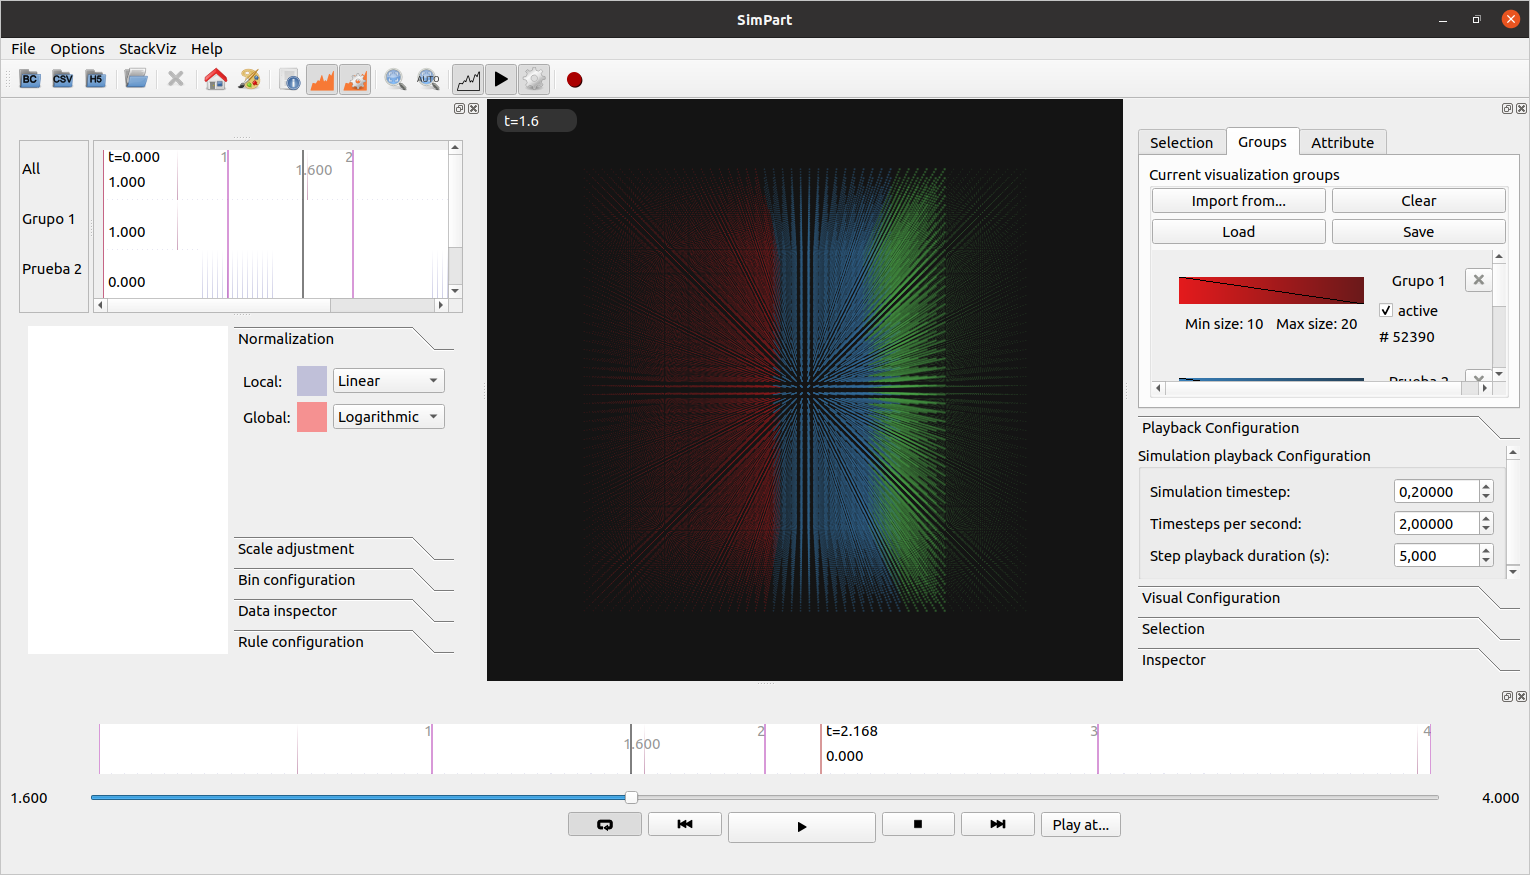 SimPart
File Options StackViz Help
BC CSV H5 AUTO
t=1.6
All
Grupo 1
Prueba 2
t=0.000 1 2
1.600
1.000
1.000
0.000
Normalization
Local: Linear
Global: Logarithmic
Scale adjustment
Bin configuration
Data inspector
Rule configuration
Selection Groups Attribute
Current visualization groups
Import from... Clear
Load Save
Grupo 1
active
Min size: 10 Max size: 20
# 52390
Prueba 2
Playback Configuration
Simulation playback Configuration
Simulation timestep: 0,20000
Timesteps per second: 2,00000
Step playback duration (s): 5,000
Visual Configuration
Selection
Inspector
1 2 t=2.168 3 4
1.600
0.000
1.600 4.000
Play at...